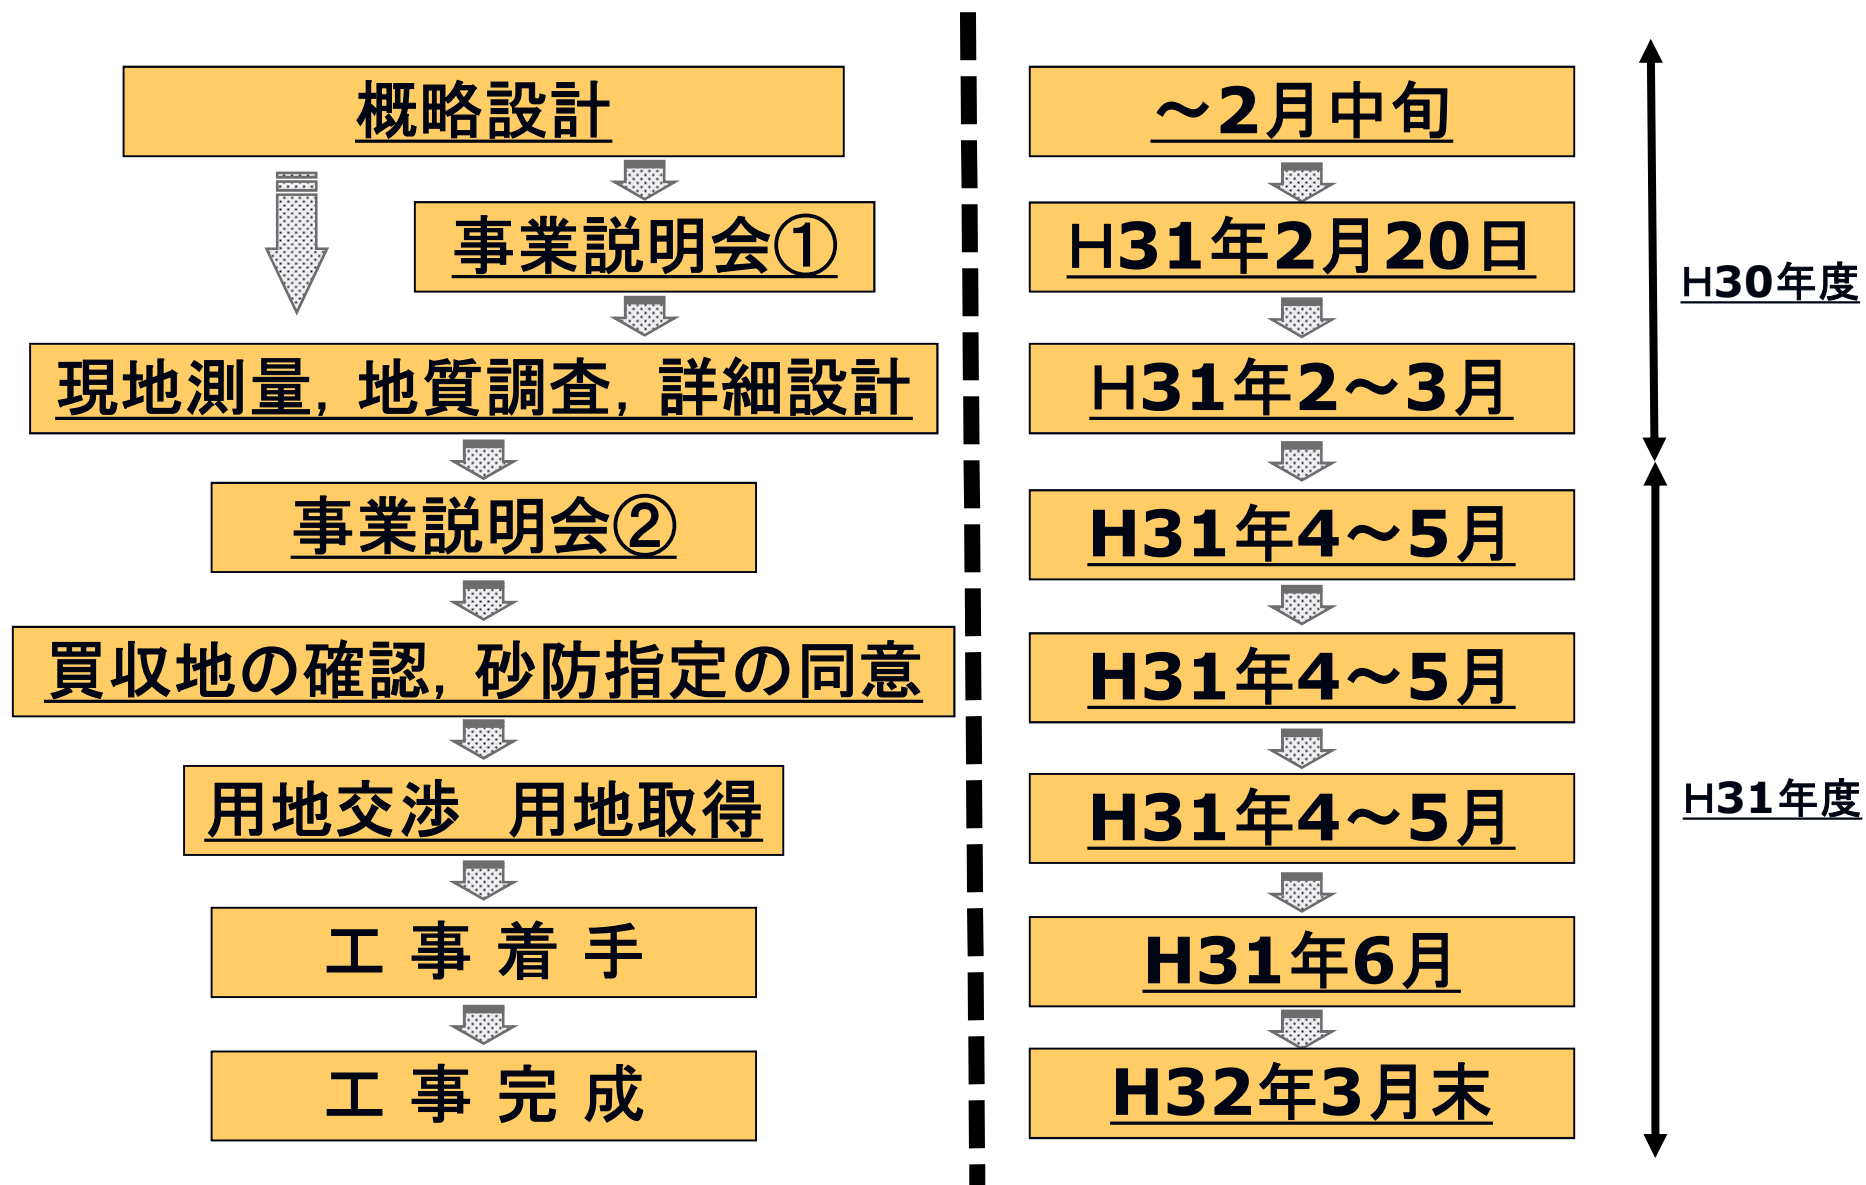 概略設計
～2月中旬
事業説明会①
H31年2月20日
H30年度
現地測量，地質調査，詳細設計
H31年2～3月
事業説明会②
H31年4～5月
買収地の確認，砂防指定の同意
H31年4～5月
用地交渉　用地取得
H31年4～5月
H31年度
工 事 着 手
H31年6月
工 事 完 成
H32年3月末